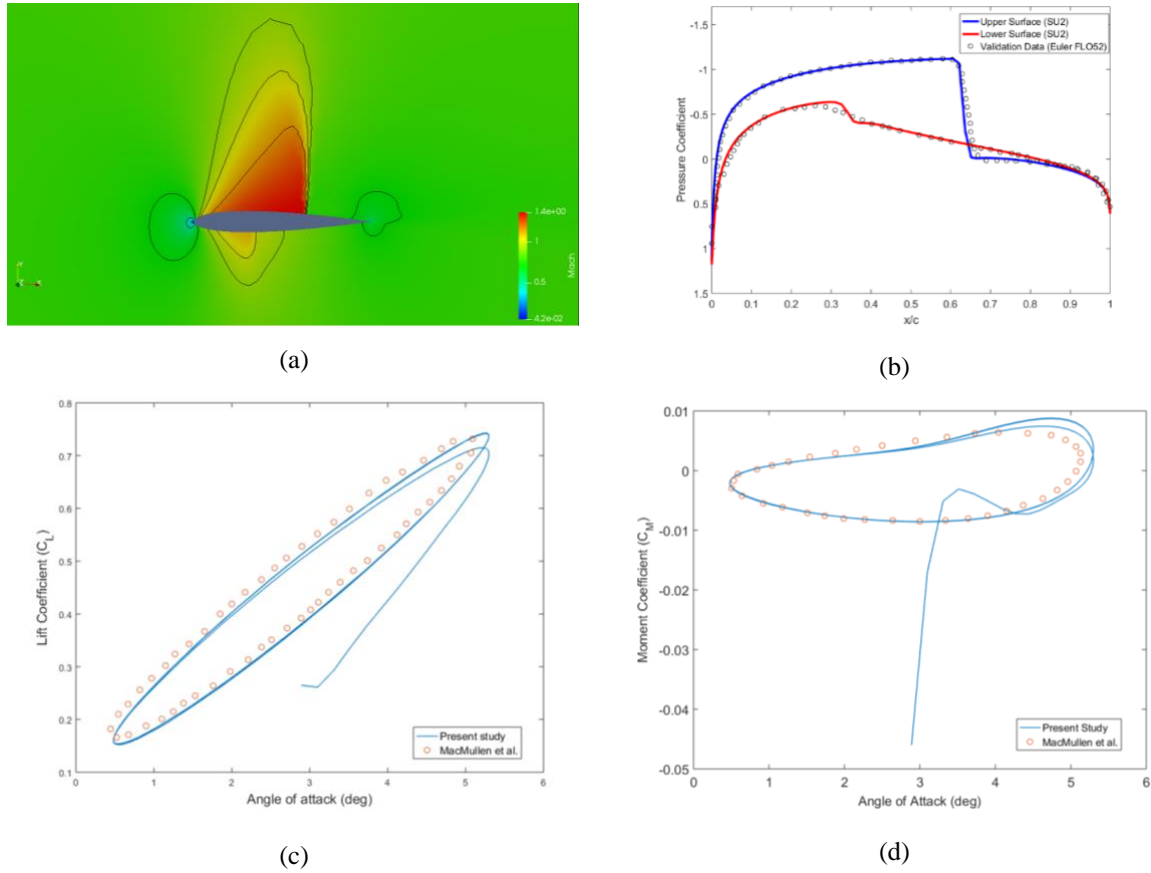 1.4e+00
1
0.5
4.2e-02
Mach
(a)
-1.5
-1
-0.5
0
0.5
1
1.5
Pressure Coefficient
Upper Surface (SU2)
Lower Surface (SU2)
Validation Data (Euler FLO52)
0 0.1 0.2 0.3 0.4 0.5 0.6 0.7 0.8 0.9 1
x/c
(b)
0.8
0.7
0.6
0.5
0.4
0.3
0.2
0.1
Lift Coefficient (C_L)
Present study
MacMullen et al.
0 1 2 3 4 5 6
Angle of attack (deg)
(c)
0.01
0
-0.01
-0.02
-0.03
-0.04
-0.05
Moment Coefficient (C_M)
Present Study
MacMullen et al.
0 1 2 3 4 5 6
Angle of Attack (deg)
(d)